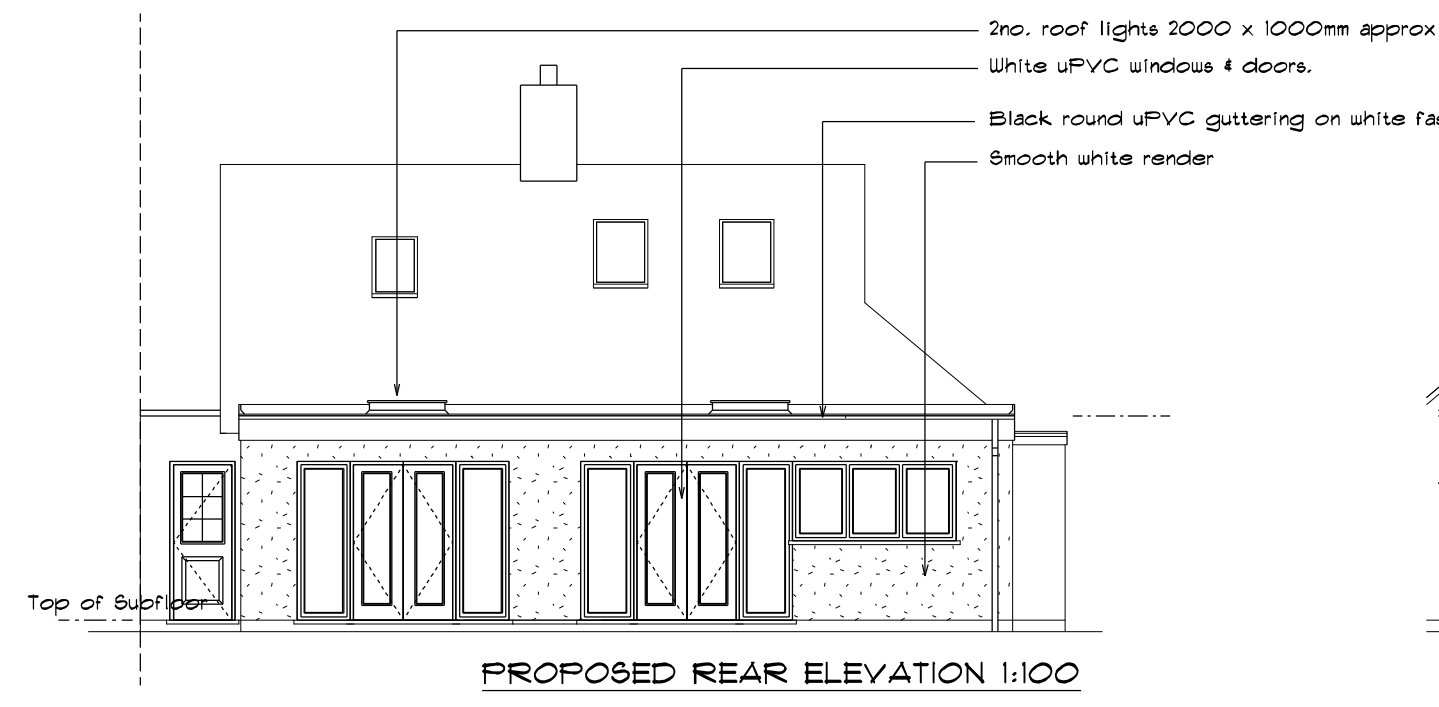 2no. roof lights 2000 x 1000mm approx
White uPVC windows & doors.
Black round uPVC guttering on white fas
Smooth white render
Top of Subfloor
PROPOSED REAR ELEVATION 1:100